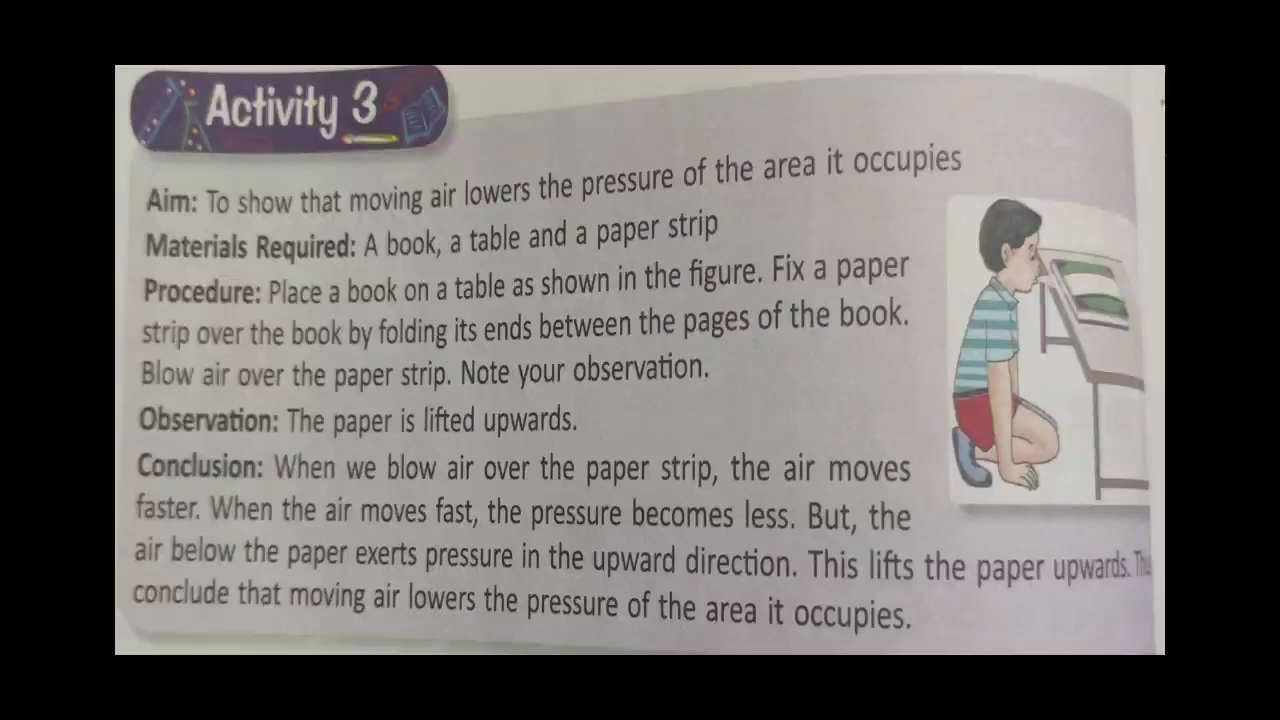 Activity 3
Aim: To show that moving air lowers the pressure of the area it occupies
Materials Required: A book, a table and a paper strip
Procedure: Place a book on a table as shown in the figure. Fix a paper
strip over the book by folding its ends between the pages of the book.
Blow air over the paper strip. Note your observation.
Observation: The paper is lifted upwards.
Conclusion: When we blow air over the paper strip, the air moves
faster. When the air moves fast, the pressure becomes less. But, the
air below the paper exerts pressure in the upward direction. This lifts the paper upwards.
conclude that moving air lowers the pressure of the area it occupies.